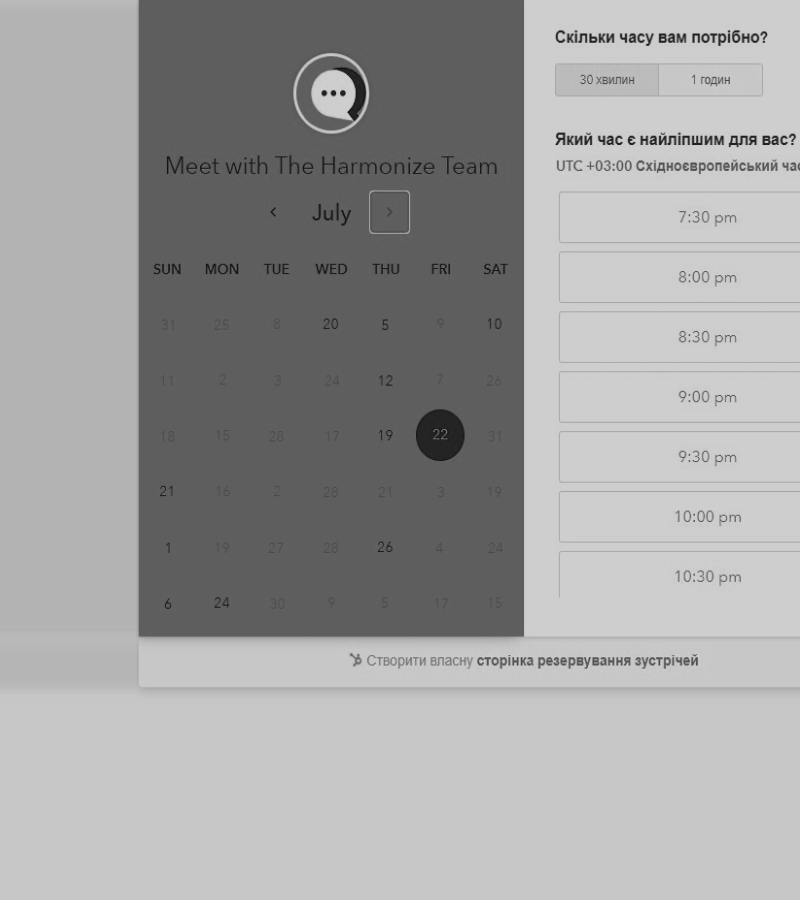 Meet with The Harmonize Team
July
SUN MON TUE WED THU FRI SAT
31 25 8 20 5 9 10
11 2 3 24 12 7 26
18 15 28 17 19 22 31
21 16 2 28 21 3 19
1 19 27 28 26 4 24
6 24 30 9 5 17 15
Скільки часу вам потрібно?
30 хвилин 1 годин
Який час є найліпшим для вас?
UTC +03:00 Східноєвропейський час
7:30 pm
8:00 pm
8:30 pm
9:00 pm
9:30 pm
10:00 pm
10:30 pm
Створити власну сторінка резервування зустрічей